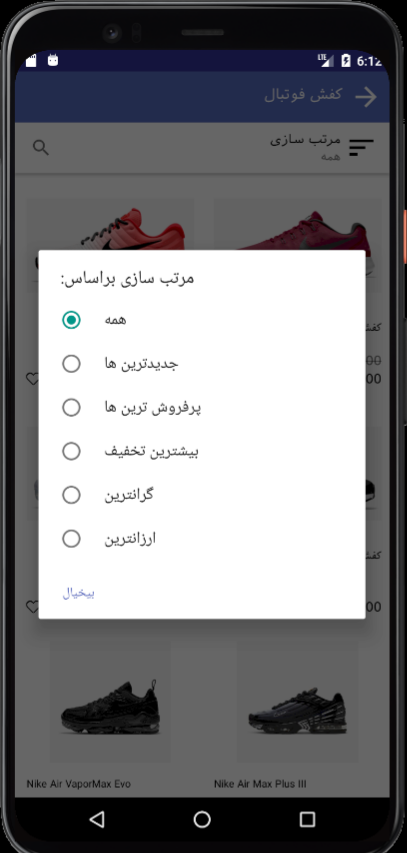 LTE 6:12
کفش فوتبال
مرتب سازی
همه
مرتب سازی براساس:
همه
جدیدترین ها
پرفروش ترین ها
بیشترین تخفیف
گرانترین
ارزانترین
بیخیال
Nike Air VaporMax Evo
Nike Air Max Plus III